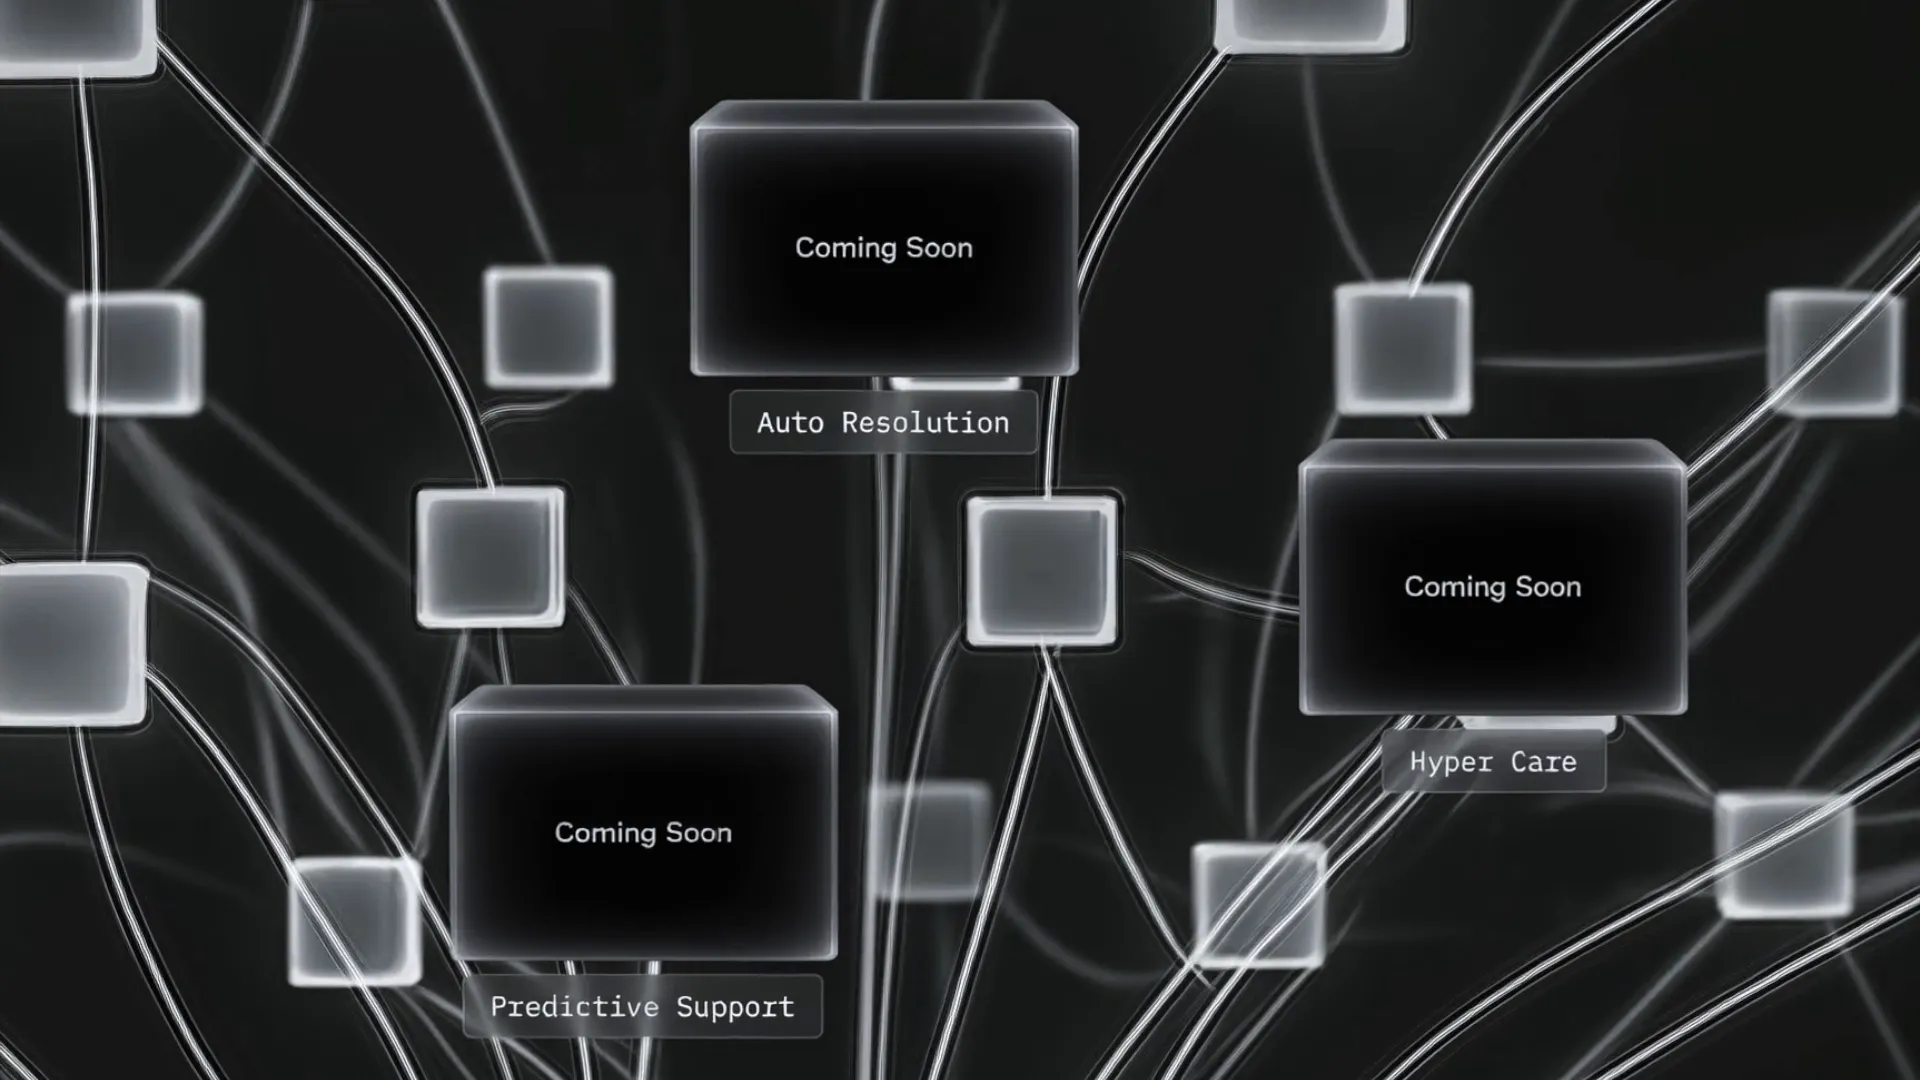 Coming Soon
Auto Resolution
Coming Soon
Hyper Care
Coming Soon
Predictive Support